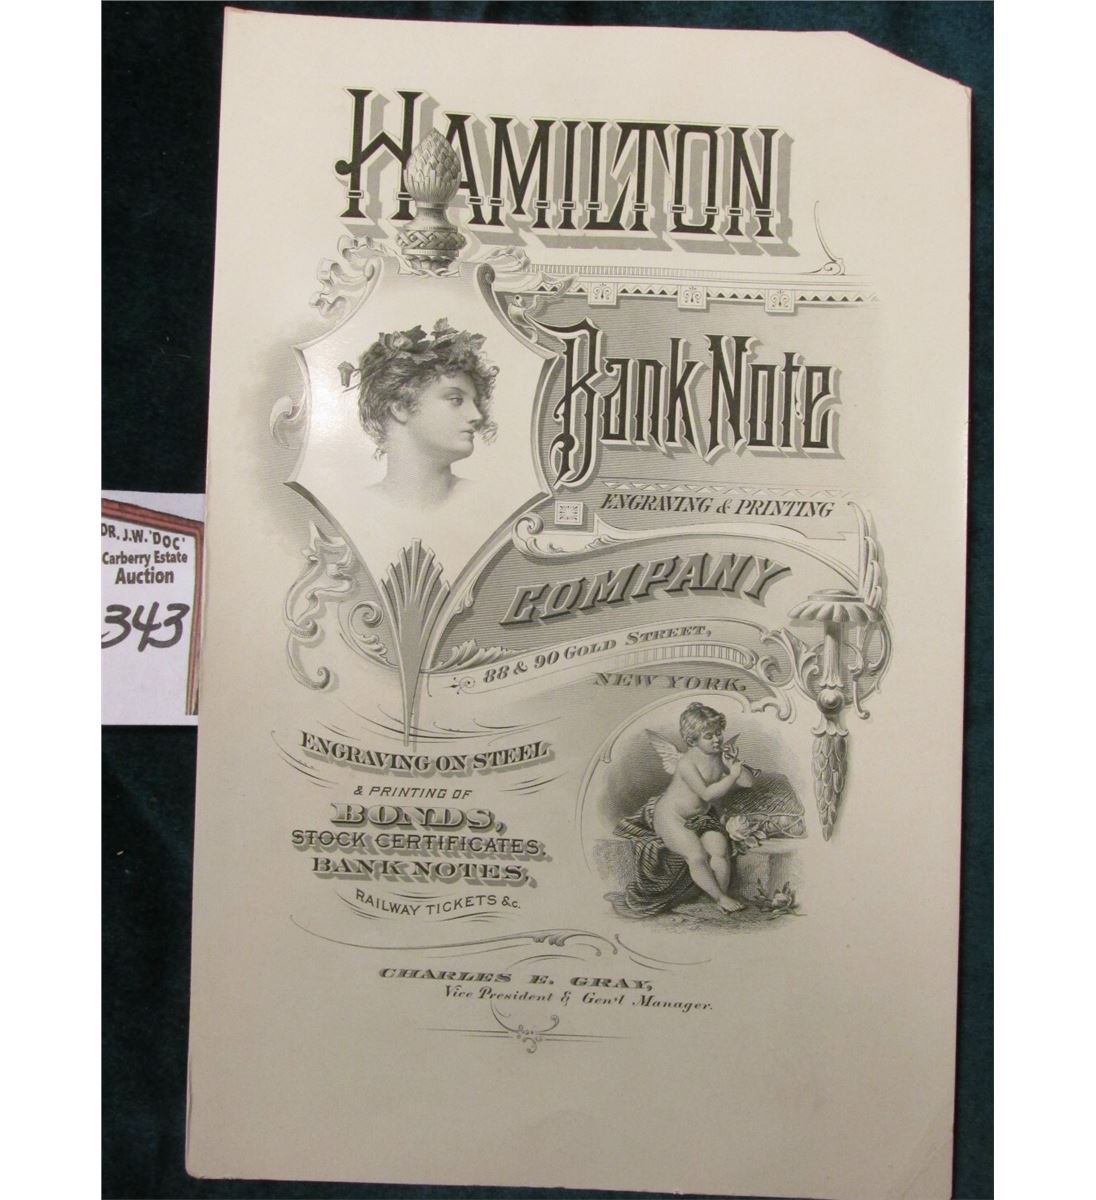 HAMILTON
Bank Note
ENGRAVING & PRINTING
COMPANY
88 & 90 GOLD STREET,
NEW YORK.
ENGRAVING ON STEEL
& PRINTING OF
BONDS,
STOCK CERTIFICATES.
BANK NOTES,
RAILWAY TICKETS &c.
CHARLES E. GRAY,
Vice President & Gen'l Manager.
DR. J.W. 'DOC'
Carberry Estate
Auction
343